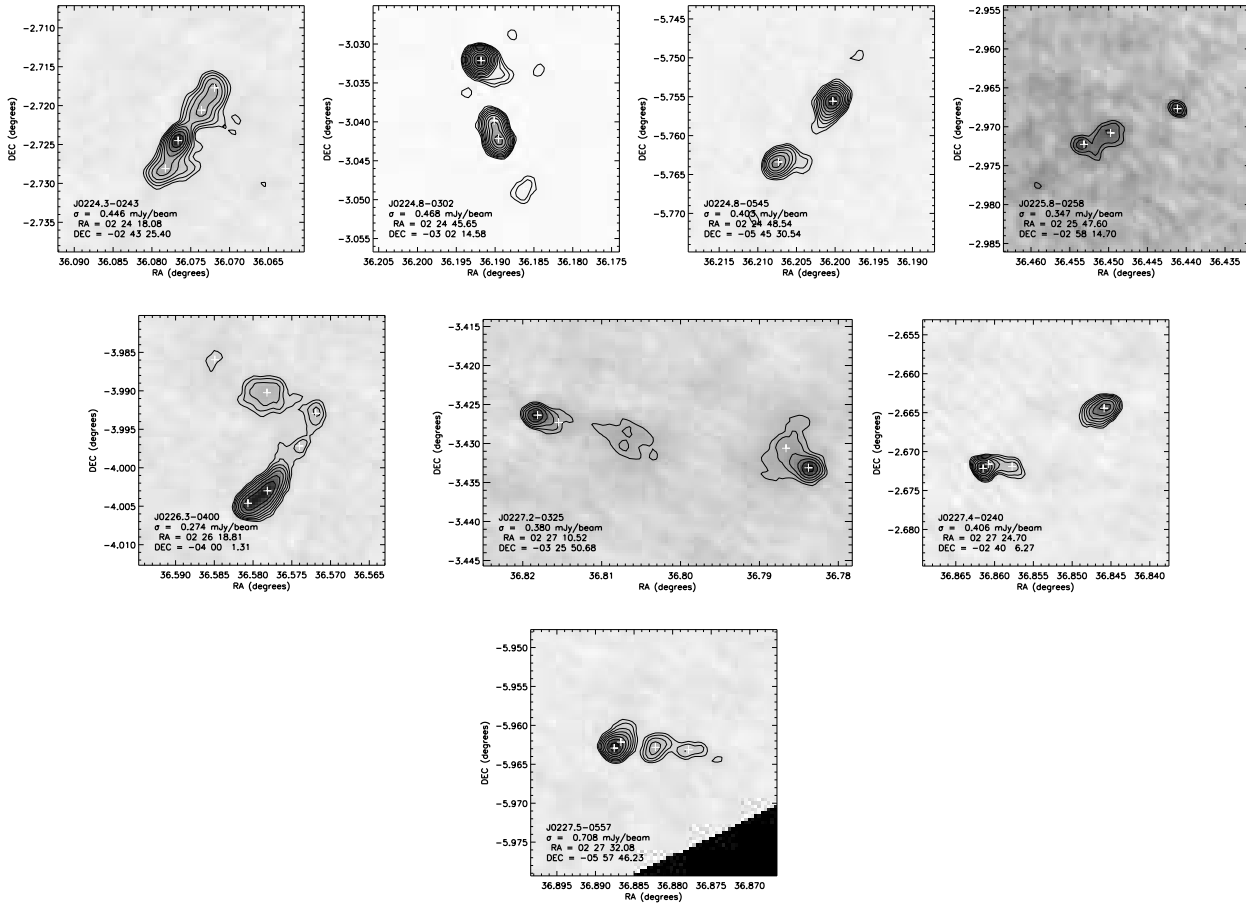 −2.710
−2.715
−2.720
−2.725
−2.730
−2.735
DEC (degrees)
J0224.3−0243
σ = 0.446 mJy/beam
RA = 02 24 18.08
DEC = −02 43 25.40
36.090 36.085 36.080 36.075 36.070 36.065
RA (degrees)
−3.030
−3.035
−3.040
−3.045
−3.050
−3.055
DEC (degrees)
J0224.8−0302
σ = 0.468 mJy/beam
RA = 02 24 45.65
DEC = −03 02 14.58
36.205 36.200 36.195 36.190 36.185 36.180 36.174
RA (degrees)
−5.745
−5.750
−5.755
−5.760
−5.765
−5.770
DEC (degrees)
J0224.8−0545
σ = 0.403 mJy/beam
RA = 02 24 48.54
DEC = −05 45 30.54
36.215 36.210 36.205 36.200 36.195 36.190 36.187
RA (degrees)
−2.955
−2.960
−2.965
−2.970
−2.975
−2.980
−2.985
DEC (degrees)
J0225.8−0258
σ = 0.347 mJy/beam
RA = 02 25 47.60
DEC = −02 58 14.70
36.460 36.455 36.450 36.445 36.440 36.435
RA (degrees)
−3.985
−3.990
−3.995
−4.000
−4.005
−4.010
DEC (degrees)
J0226.3−0400
σ = 0.274 mJy/beam
RA = 02 26 18.81
DEC = −04 00 1.31
36.590 36.585 36.580 36.575 36.570 36.565
RA (degrees)
−3.415
−3.420
−3.425
−3.430
−3.435
−3.440
−3.445
DEC (degrees)
J0227.2−0325
σ = 0.380 mJy/beam
RA = 02 27 10.52
DEC = −03 25 50.68
36.82 36.81 36.80 36.79 36.78
RA (degrees)
−2.655
−2.660
−2.665
−2.670
−2.675
−2.680
DEC (degrees)
J0227.4−0240
σ = 0.406 mJy/beam
RA = 02 27 24.70
DEC = −02 40 6.27
36.865 36.860 36.855 36.850 36.845 36.840
RA (degrees)
−5.950
−5.955
−5.960
−5.965
−5.970
−5.975
DEC (degrees)
J0227.5−0557
σ = 0.708 mJy/beam
RA = 02 27 32.08
DEC = −05 57 46.23
36.895 36.890 36.885 36.880 36.875 36.870
RA (degrees)